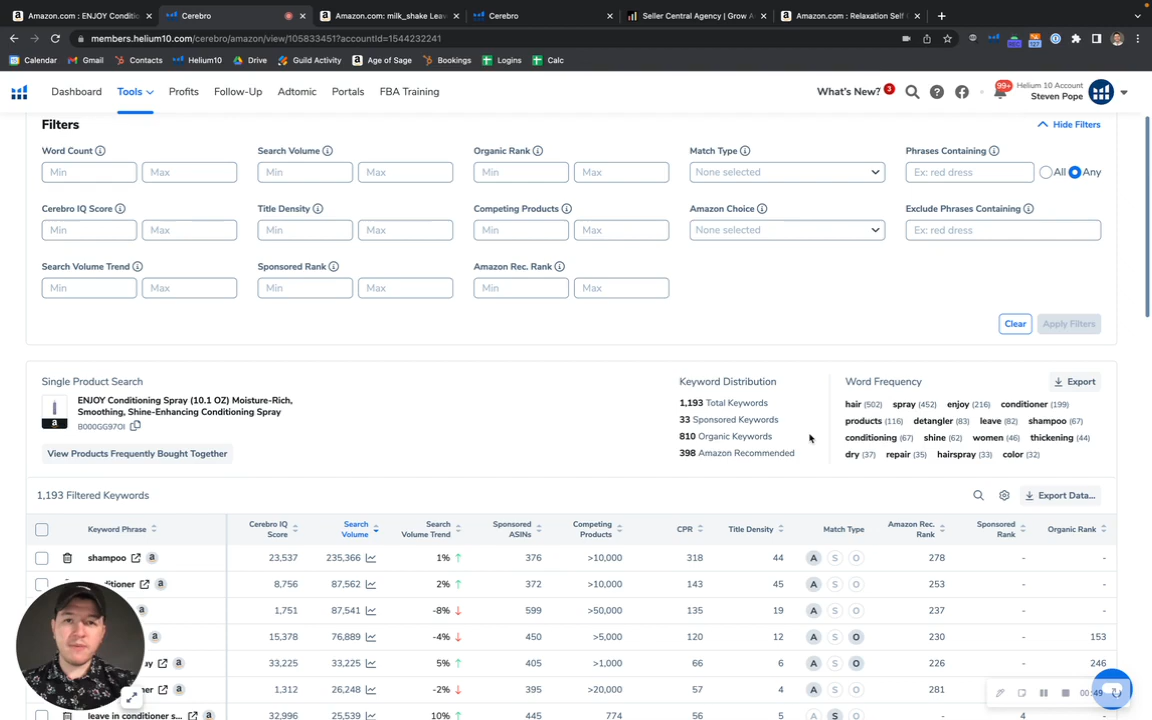 Amazon.com: ENJOY Conditi
Cerebro
Amazon.com: milk_shake Leav
Cerebro
Seller Central Agency | Grow A
Amazon.com : Relaxation Self
members.helium10.com/cerebro/amazon/view/105833451?accountId=1544232241
Calendar Gmail Contacts Helium10 Drive Guild Activity Age of Sage Bookings Logins Calc
Dashboard Tools Profits Follow-Up Adtomic Portals FBA Training What's New? 3 99+ Helium 10 Account
Steven Pope
Filters Hide Filters
Word Count Search Volume Organic Rank Match Type Phrases Containing
Min Max Min Max Min Max None selected Ex: red dress All Any
Cerebro IQ Score Title Density Competing Products Amazon Choice Exclude Phrases Containing
Min Max Min Max Min Max None selected Ex: red dress
Search Volume Trend Sponsored Rank Amazon Rec. Rank
Min Max Min Max Min Max
Clear Apply Filters
Single Product Search
ENJOY Conditioning Spray (10.1 OZ) Moisture-Rich,
Smoothing, Shine-Enhancing Conditioning Spray
B000GG97OI
View Products Frequently Bought Together
Keyword Distribution
1,193 Total Keywords
33 Sponsored Keywords
810 Organic Keywords
398 Amazon Recommended
Word Frequency Export
hair (502) spray (452) enjoy (216) conditioner (199)
products (116) detangler (83) leave (82) shampoo (67)
conditioning (67) shine (62) women (46) thickening (44)
dry (37) repair (35) hairspray (33) color (32)
1,193 Filtered Keywords Export Data...
Keyword Phrase Cerebro IQ Score Search Volume Search Volume Trend Sponsored ASINs Competing Products CPR Title Density Match Type Amazon Rec. Rank Sponsored Rank Organic Rank
shampoo 23,537 235,366 1% 376 >10,000 318 44 A S O 278 - -
ditioner 8,756 87,562 2% 372 >10,000 143 45 A S O 253 - -
1,751 87,541 -8% 599 >50,000 135 19 A S O 237 - -
15,378 76,889 -4% 450 >5,000 120 12 A S O 230 - 153
ay 33,225 33,225 5% 405 >1,000 66 6 A S O 226 - 246
ner 1,312 26,248 -2% 395 >20,000 57 4 A S O 281 -
leave in conditioner s... 32,996 25,539 10% 445 774 56 5 A S O - 4 -
00:49